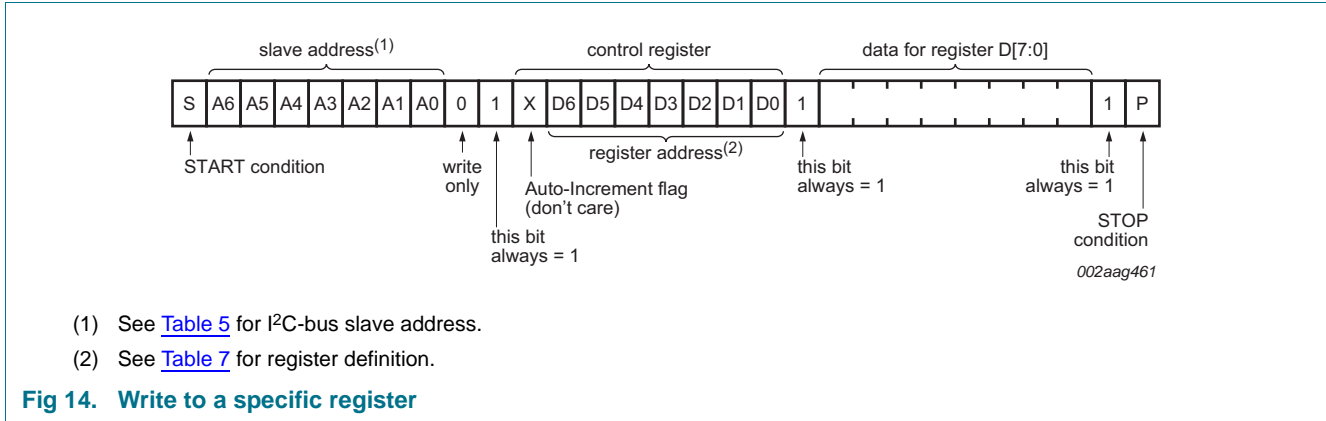 slave address(1) control register data for register D[7:0]
S A6 A5 A4 A3 A2 A1 A0 0 1 X D6 D5 D4 D3 D2 D1 D0 1 1 P
START condition
write
only
this bit
always = 1
Auto-Increment flag
(don't care)
register address(2)
this bit
always = 1
this bit
always = 1
STOP
condition
002aag461
(1) See Table 5 for I2C-bus slave address.
(2) See Table 7 for register definition.
Fig 14. Write to a specific register